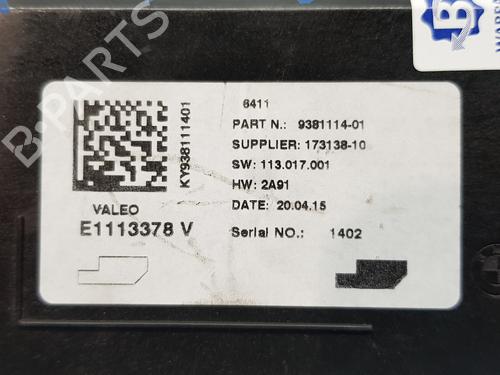 6411
PART N.: 9381114-01
SUPPLIER: 173138-10
SW: 113.017.001
HW: 2A91
DATE: 20.04.15
Serial NO.: 1402
KY938111401
VALEO
E1113378 V
B-PARTS
B